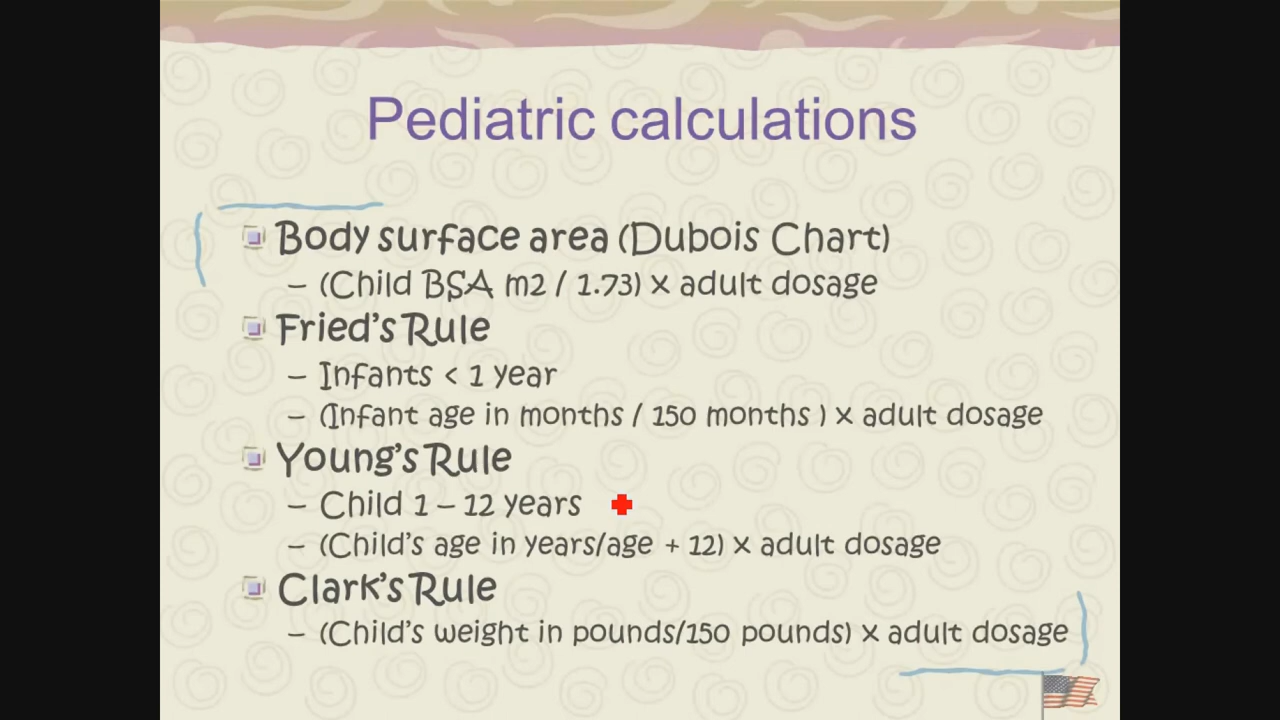 Pediatric calculations
Body surface area (Dubois Chart)
– (Child BSA m2 / 1.73) x adult dosage
Fried's Rule
– Infants < 1 year
– (Infant age in months / 150 months ) x adult dosage
Young's Rule
– Child 1 – 12 years
– (Child's age in years/age + 12) x adult dosage
Clark's Rule
– (Child's weight in pounds/150 pounds) x adult dosage